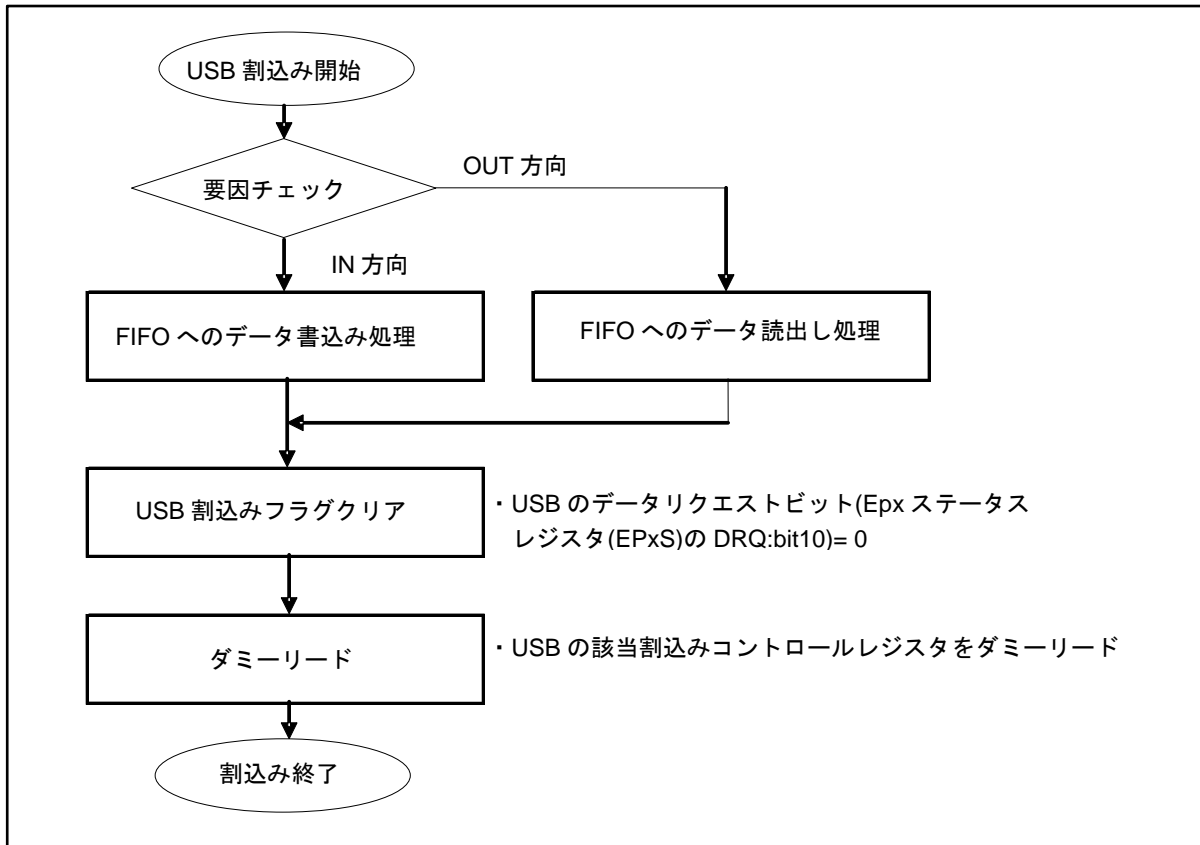 USB 割込み開始
要因チェック
OUT 方向
IN 方向
FIFO へのデータ書込み処理
FIFO へのデータ読出し処理
USB 割込みフラグクリア
・USB のデータリクエストビット(Epx ステータス
レジスタ(EPxS)の DRQ:bit10)= 0
ダミーリード
・USB の該当割込みコントロールレジスタをダミーリード
割込み終了